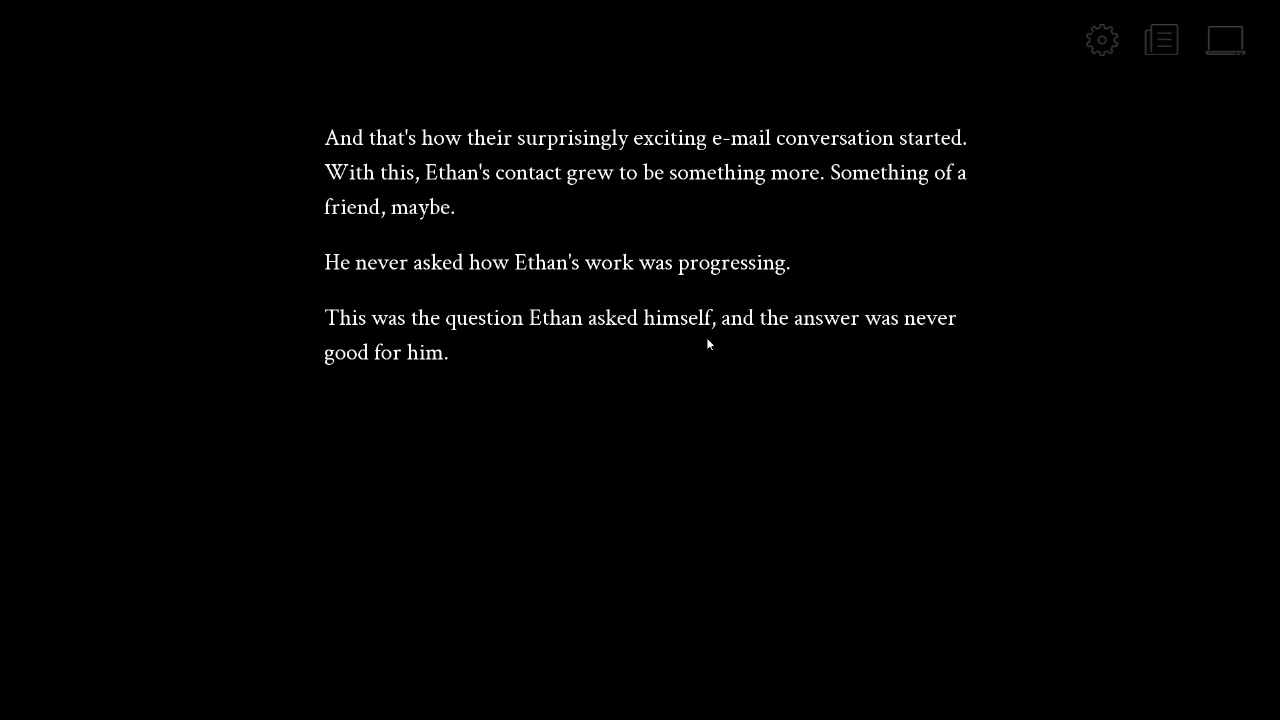 And that's how their surprisingly exciting e-mail conversation started.
With this, Ethan's contact grew to be something more. Something of a
friend, maybe.
He never asked how Ethan's work was progressing.
This was the question Ethan asked himself, and the answer was never
good for him.